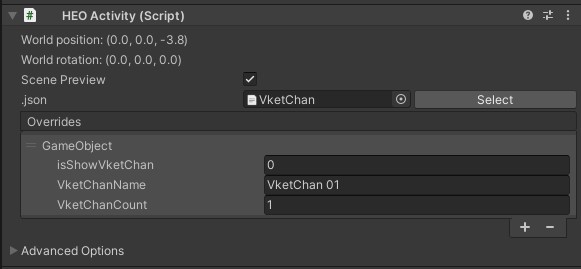 HEO Activity (Script)
World position: (0.0, 0.0, -3.8)
World rotation: (0.0, 0.0, 0.0)
Scene Preview
.json VketChan Select
Overrides
GameObject
isShowVketChan 0
VketChanName VketChan 01
VketChanCount 1
+ −
Advanced Options